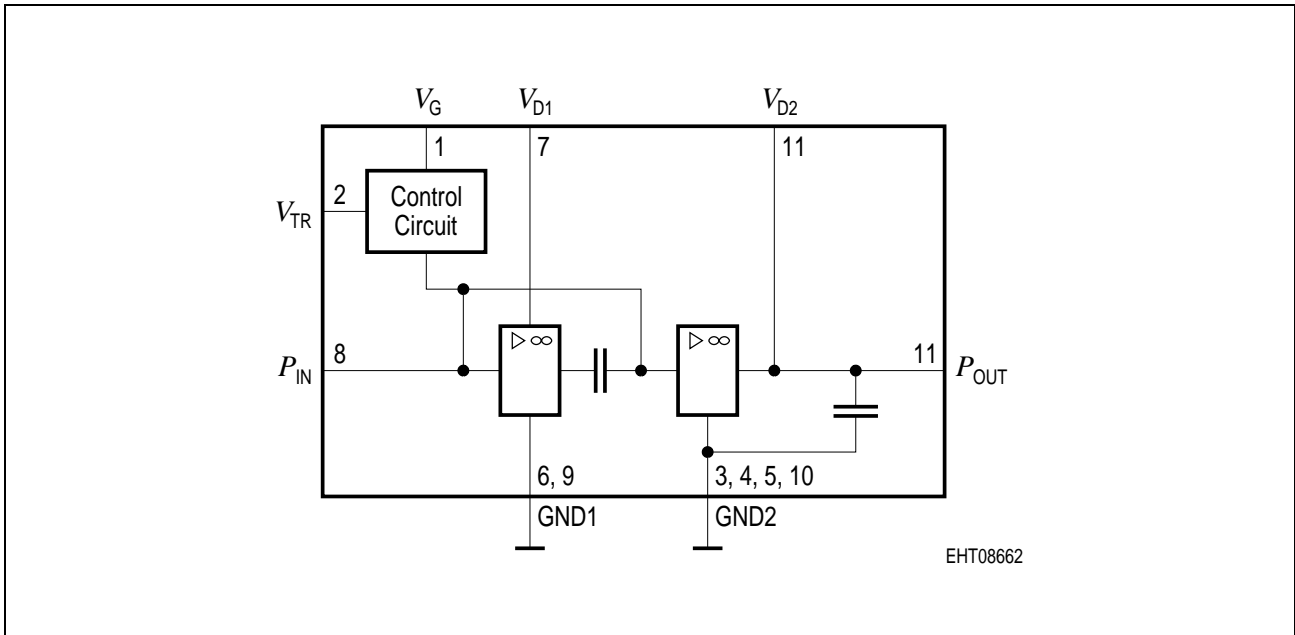 VG VD1 VD2
1 7 11
2 Control
VTR Circuit
▷∞ ▷∞
8 11
PIN POUT
6, 9 3, 4, 5, 10
GND1 GND2
EHT08662